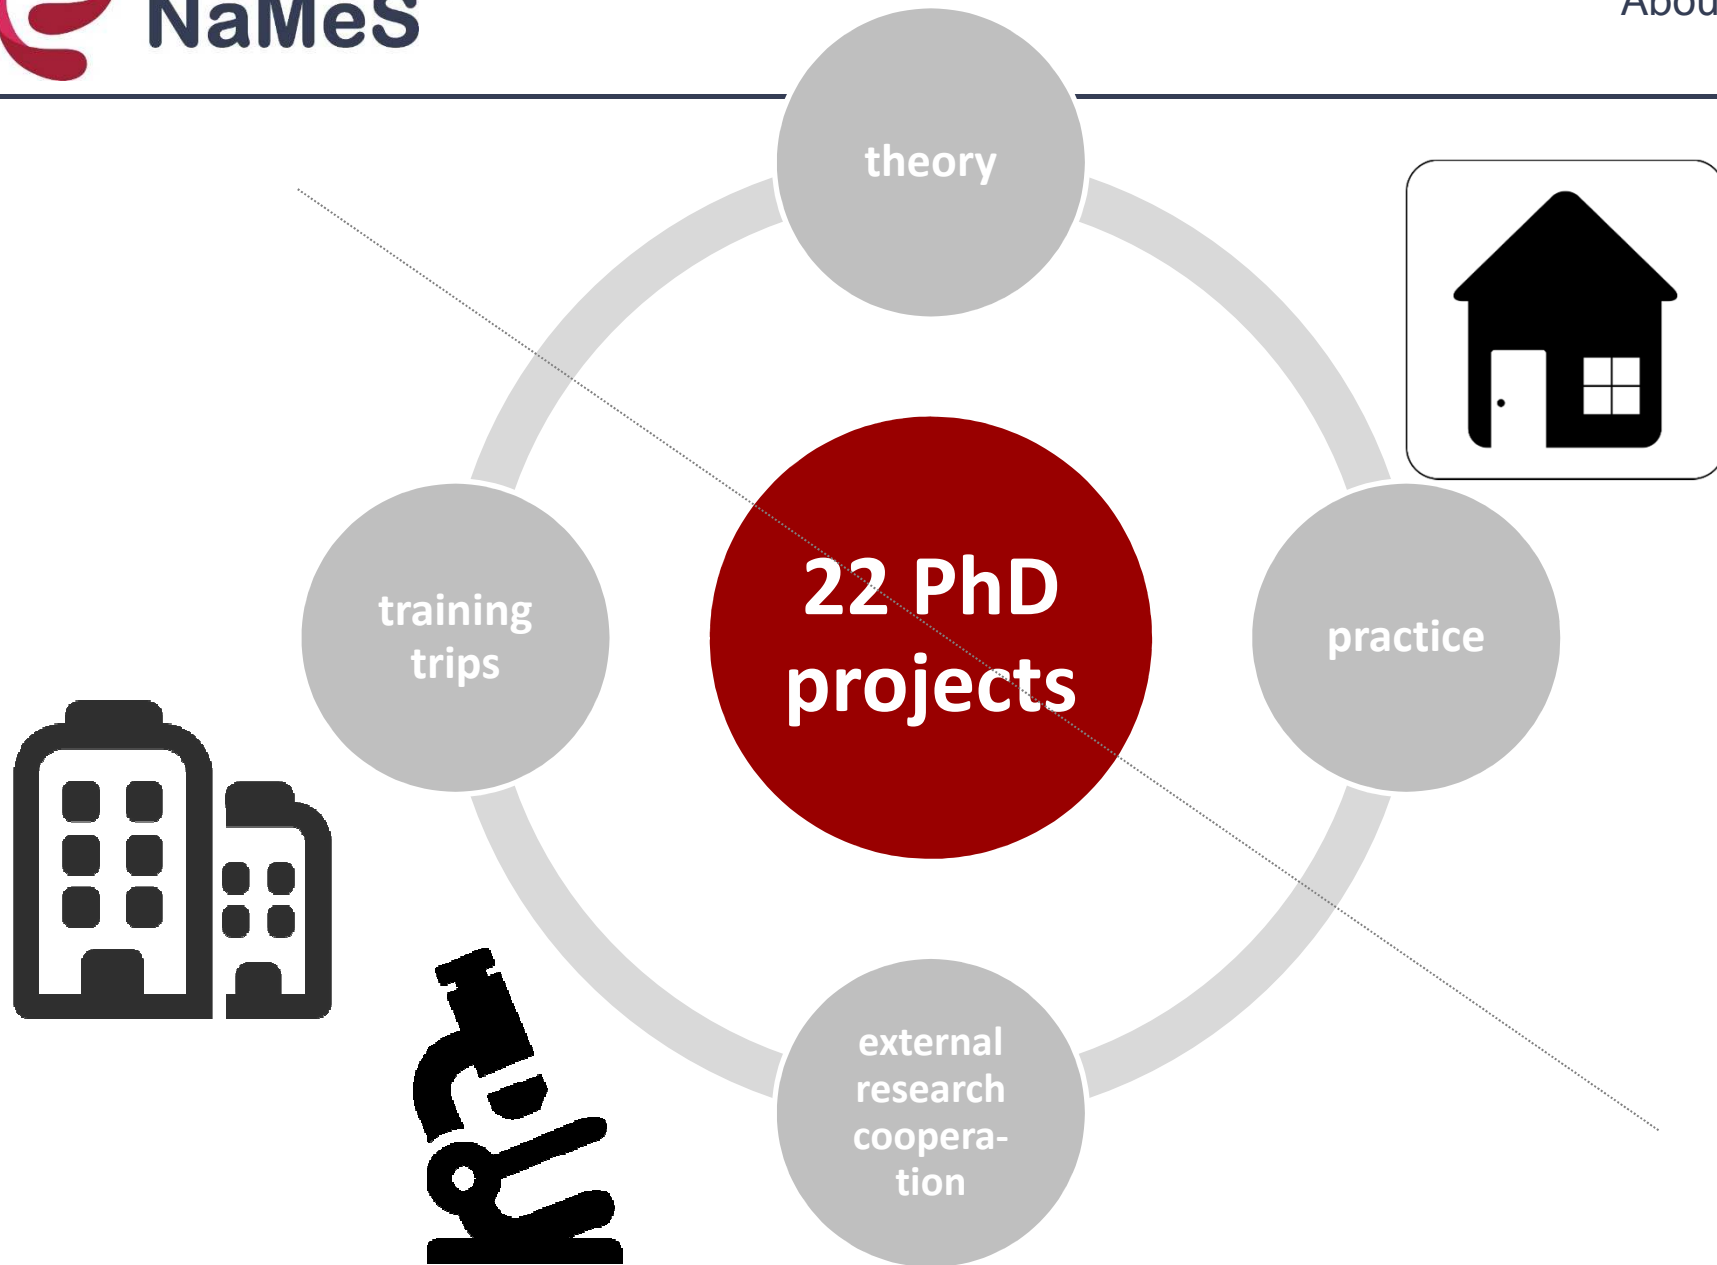 NaMeS
theory
training
trips
22 PhD
projects
practice
external
research
coopera-
tion